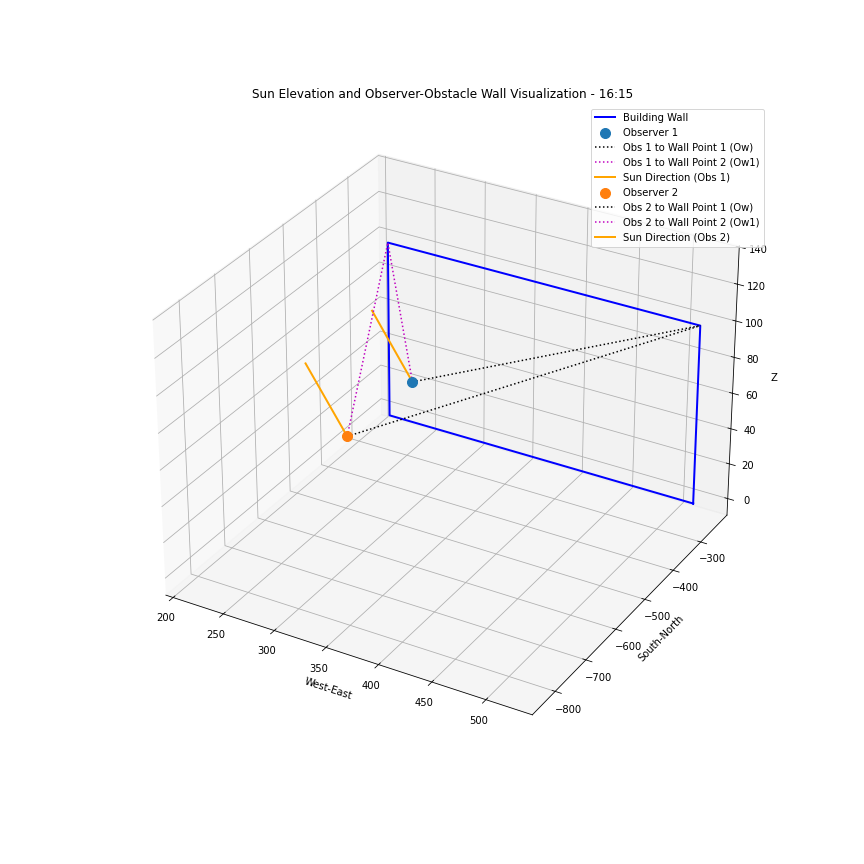 Sun Elevation and Observer-Obstacle Wall Visualization - 16:15
Building Wall
Observer 1
Obs 1 to Wall Point 1 (Ow)
Obs 1 to Wall Point 2 (Ow1)
Sun Direction (Obs 1)
Observer 2
Obs 2 to Wall Point 1 (Ow)
Obs 2 to Wall Point 2 (Ow1)
Sun Direction (Obs 2)
140
120
100
80
60
40
20
0
Z
−300
−400
−500
−600
−700
−800
South-North
200
250
300
350
400
450
500
West-East